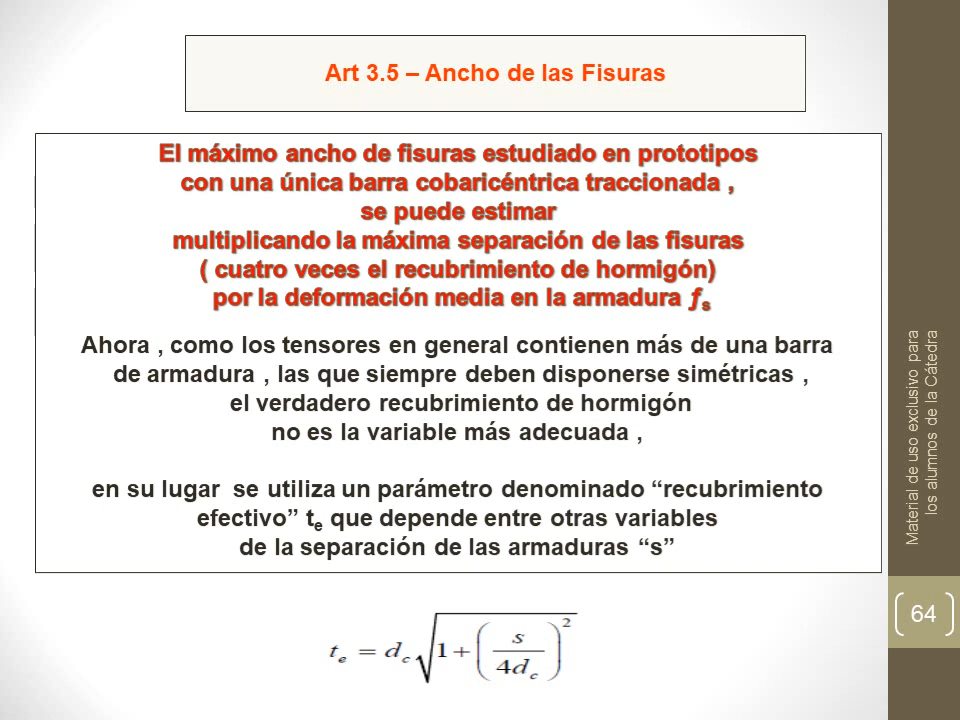 Art 3.5 – Ancho de las Fisuras
El máximo ancho de fisuras estudiado en prototipos
con una única barra cobaricéntrica traccionada ,
se puede estimar
multiplicando la máxima separación de las fisuras
( cuatro veces el recubrimiento de hormigón)
por la deformación media en la armadura ƒs
Ahora , como los tensores en general contienen más de una barra
de armadura , las que siempre deben disponerse simétricas ,
el verdadero recubrimiento de hormigón
no es la variable más adecuada ,
en su lugar se utiliza un parámetro denominado “recubrimiento
efectivo” te que depende entre otras variables
de la separación de las armaduras “s”
t_e = d_c √(1 + (s / 4d_c)^2)
Material de uso exclusivo para
los alumnos de la Cátedra
64